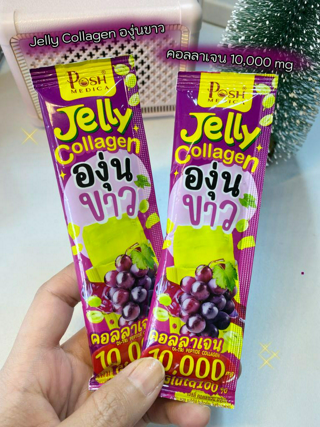 Jelly Collagen องุ่นขาว
คอลลาเจน 10,000 mg
POSH
MEDICA
Jelly
Collagen
องุ่น
ขาว
คอลลาเจน
10,0
POSH
MEDIC
Jelly
Collagen
องุ่น
ขาว
คอลลาเจน
10,000 mg